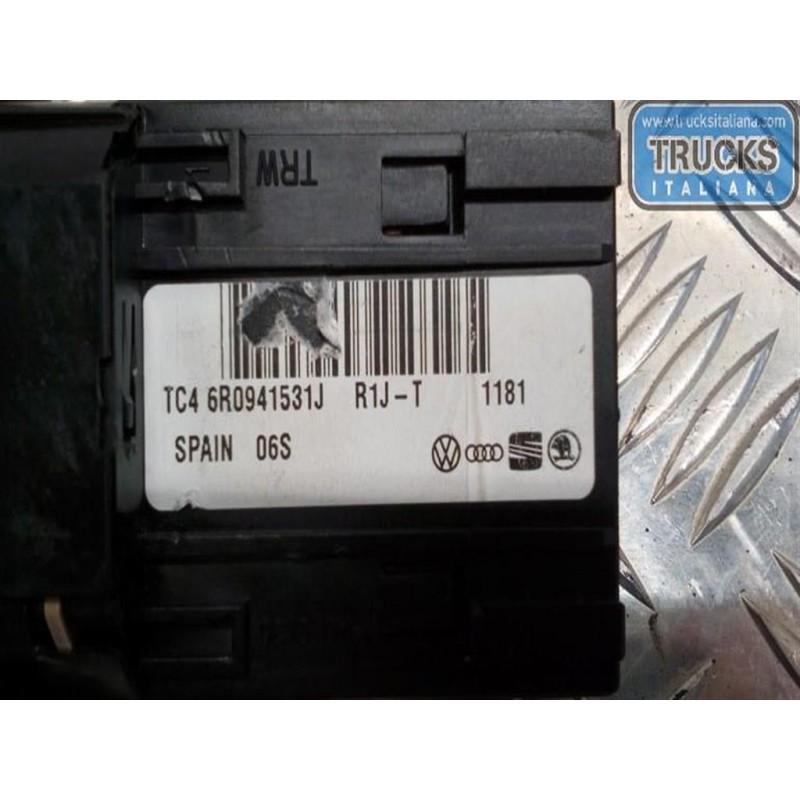 www.trucksitaliana.com
TRUCKS
ITALIANA
TRW
TC4 6R0941531J R1J-T 1181
SPAIN 06S